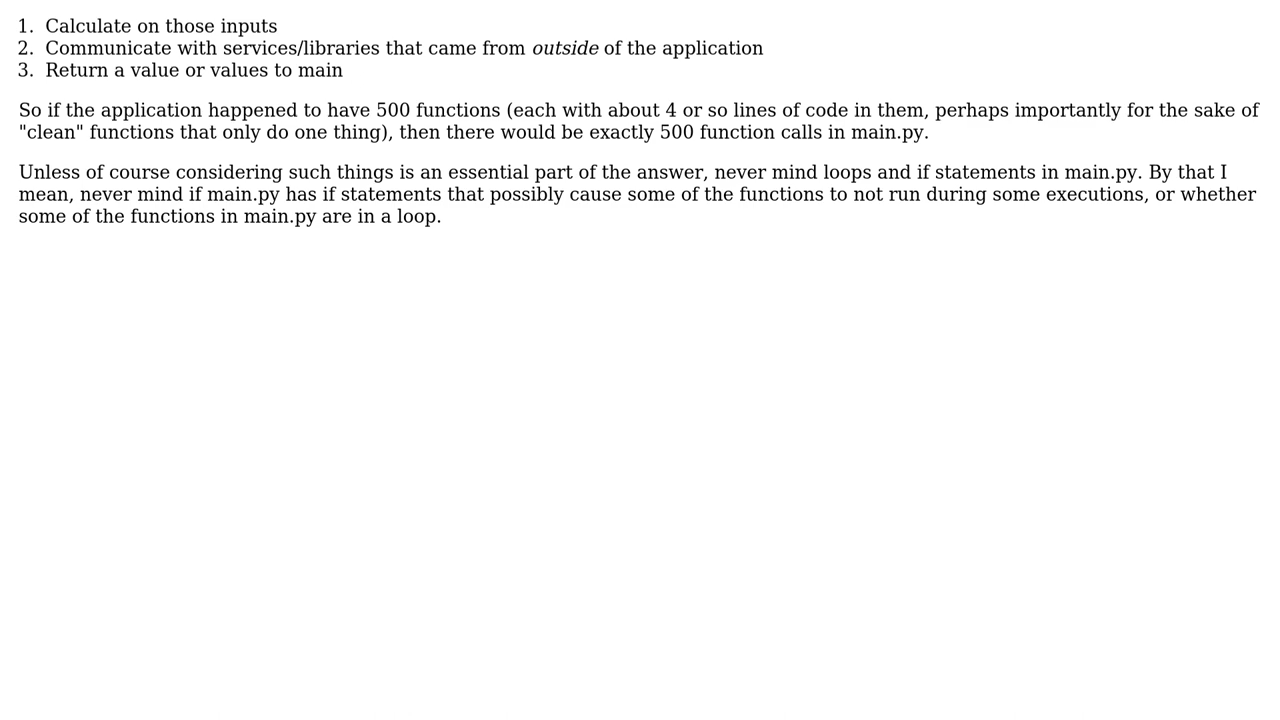 1. Calculate on those inputs
2. Communicate with services/libraries that came from outside of the application
3. Return a value or values to main
So if the application happened to have 500 functions (each with about 4 or so lines of code in them, perhaps importantly for the sake of
"clean" functions that only do one thing), then there would be exactly 500 function calls in main.py.
Unless of course considering such things is an essential part of the answer, never mind loops and if statements in main.py. By that I
mean, never mind if main.py has if statements that possibly cause some of the functions to not run during some executions, or whether
some of the functions in main.py are in a loop.